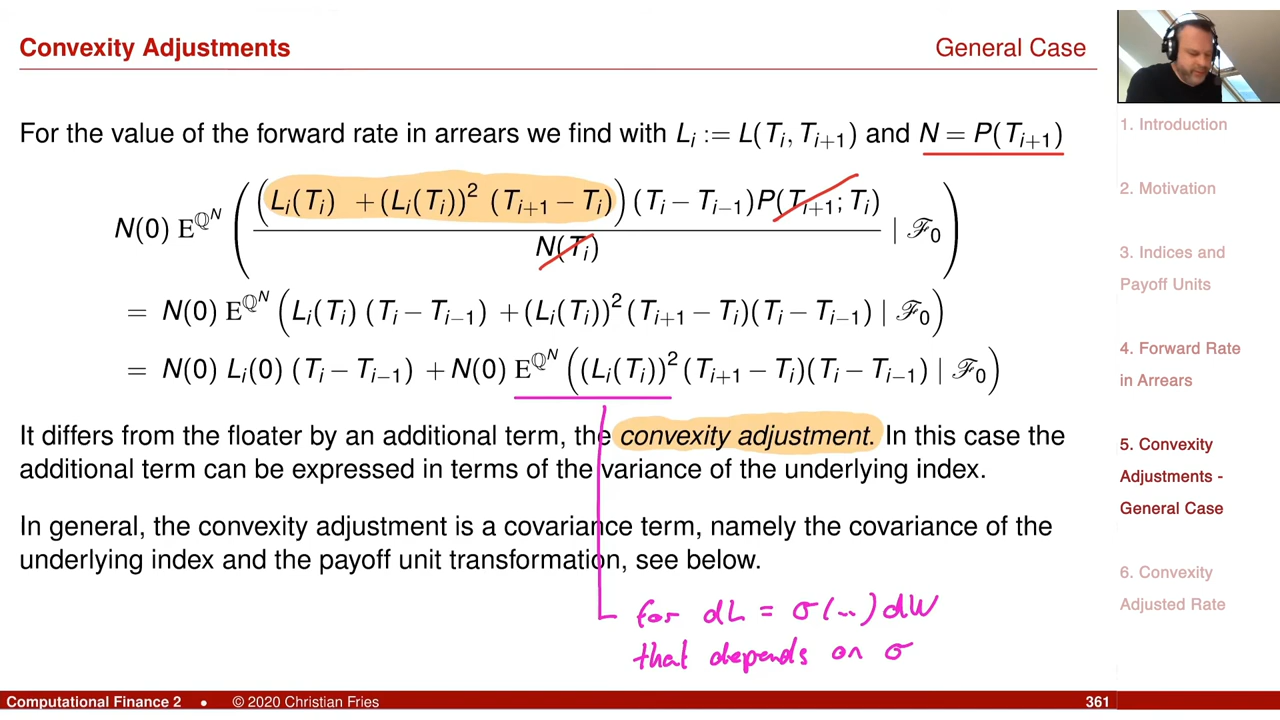 Convexity Adjustments
General Case
For the value of the forward rate in arrears we find with L_i := L(T_i, T_{i+1}) and N = P(T_{i+1})
N(0) E^{ℚ^N} ( (L_i(T_i) + (L_i(T_i))^2 (T_{i+1} − T_i)) (T_i − T_{i−1})P(T_{i+1}; T_i) / N(T_i) | ℱ_0 )
= N(0) E^{ℚ^N} ( L_i(T_i) (T_i − T_{i−1}) + (L_i(T_i))^2 (T_{i+1} − T_i)(T_i − T_{i−1} | ℱ_0 )
= N(0) L_i(0) (T_i − T_{i−1}) + N(0) E^{ℚ^N} ( (L_i(T_i))^2 (T_{i+1} − T_i)(T_i − T_{i−1} | ℱ_0 )
It differs from the floater by an additional term, the convexity adjustment. In this case the
additional term can be expressed in terms of the variance of the underlying index.
In general, the convexity adjustment is a covariance term, namely the covariance of the
underlying index and the payoff unit transformation, see below.
for dL = σ(...) dW
that depends on σ
1. Introduction
2. Motivation
3. Indices and
Payoff Units
4. Forward Rate
in Arrears
5. Convexity
Adjustments -
General Case
6. Convexity
Adjusted Rate
Computational Finance 2 • © 2020 Christian Fries 361